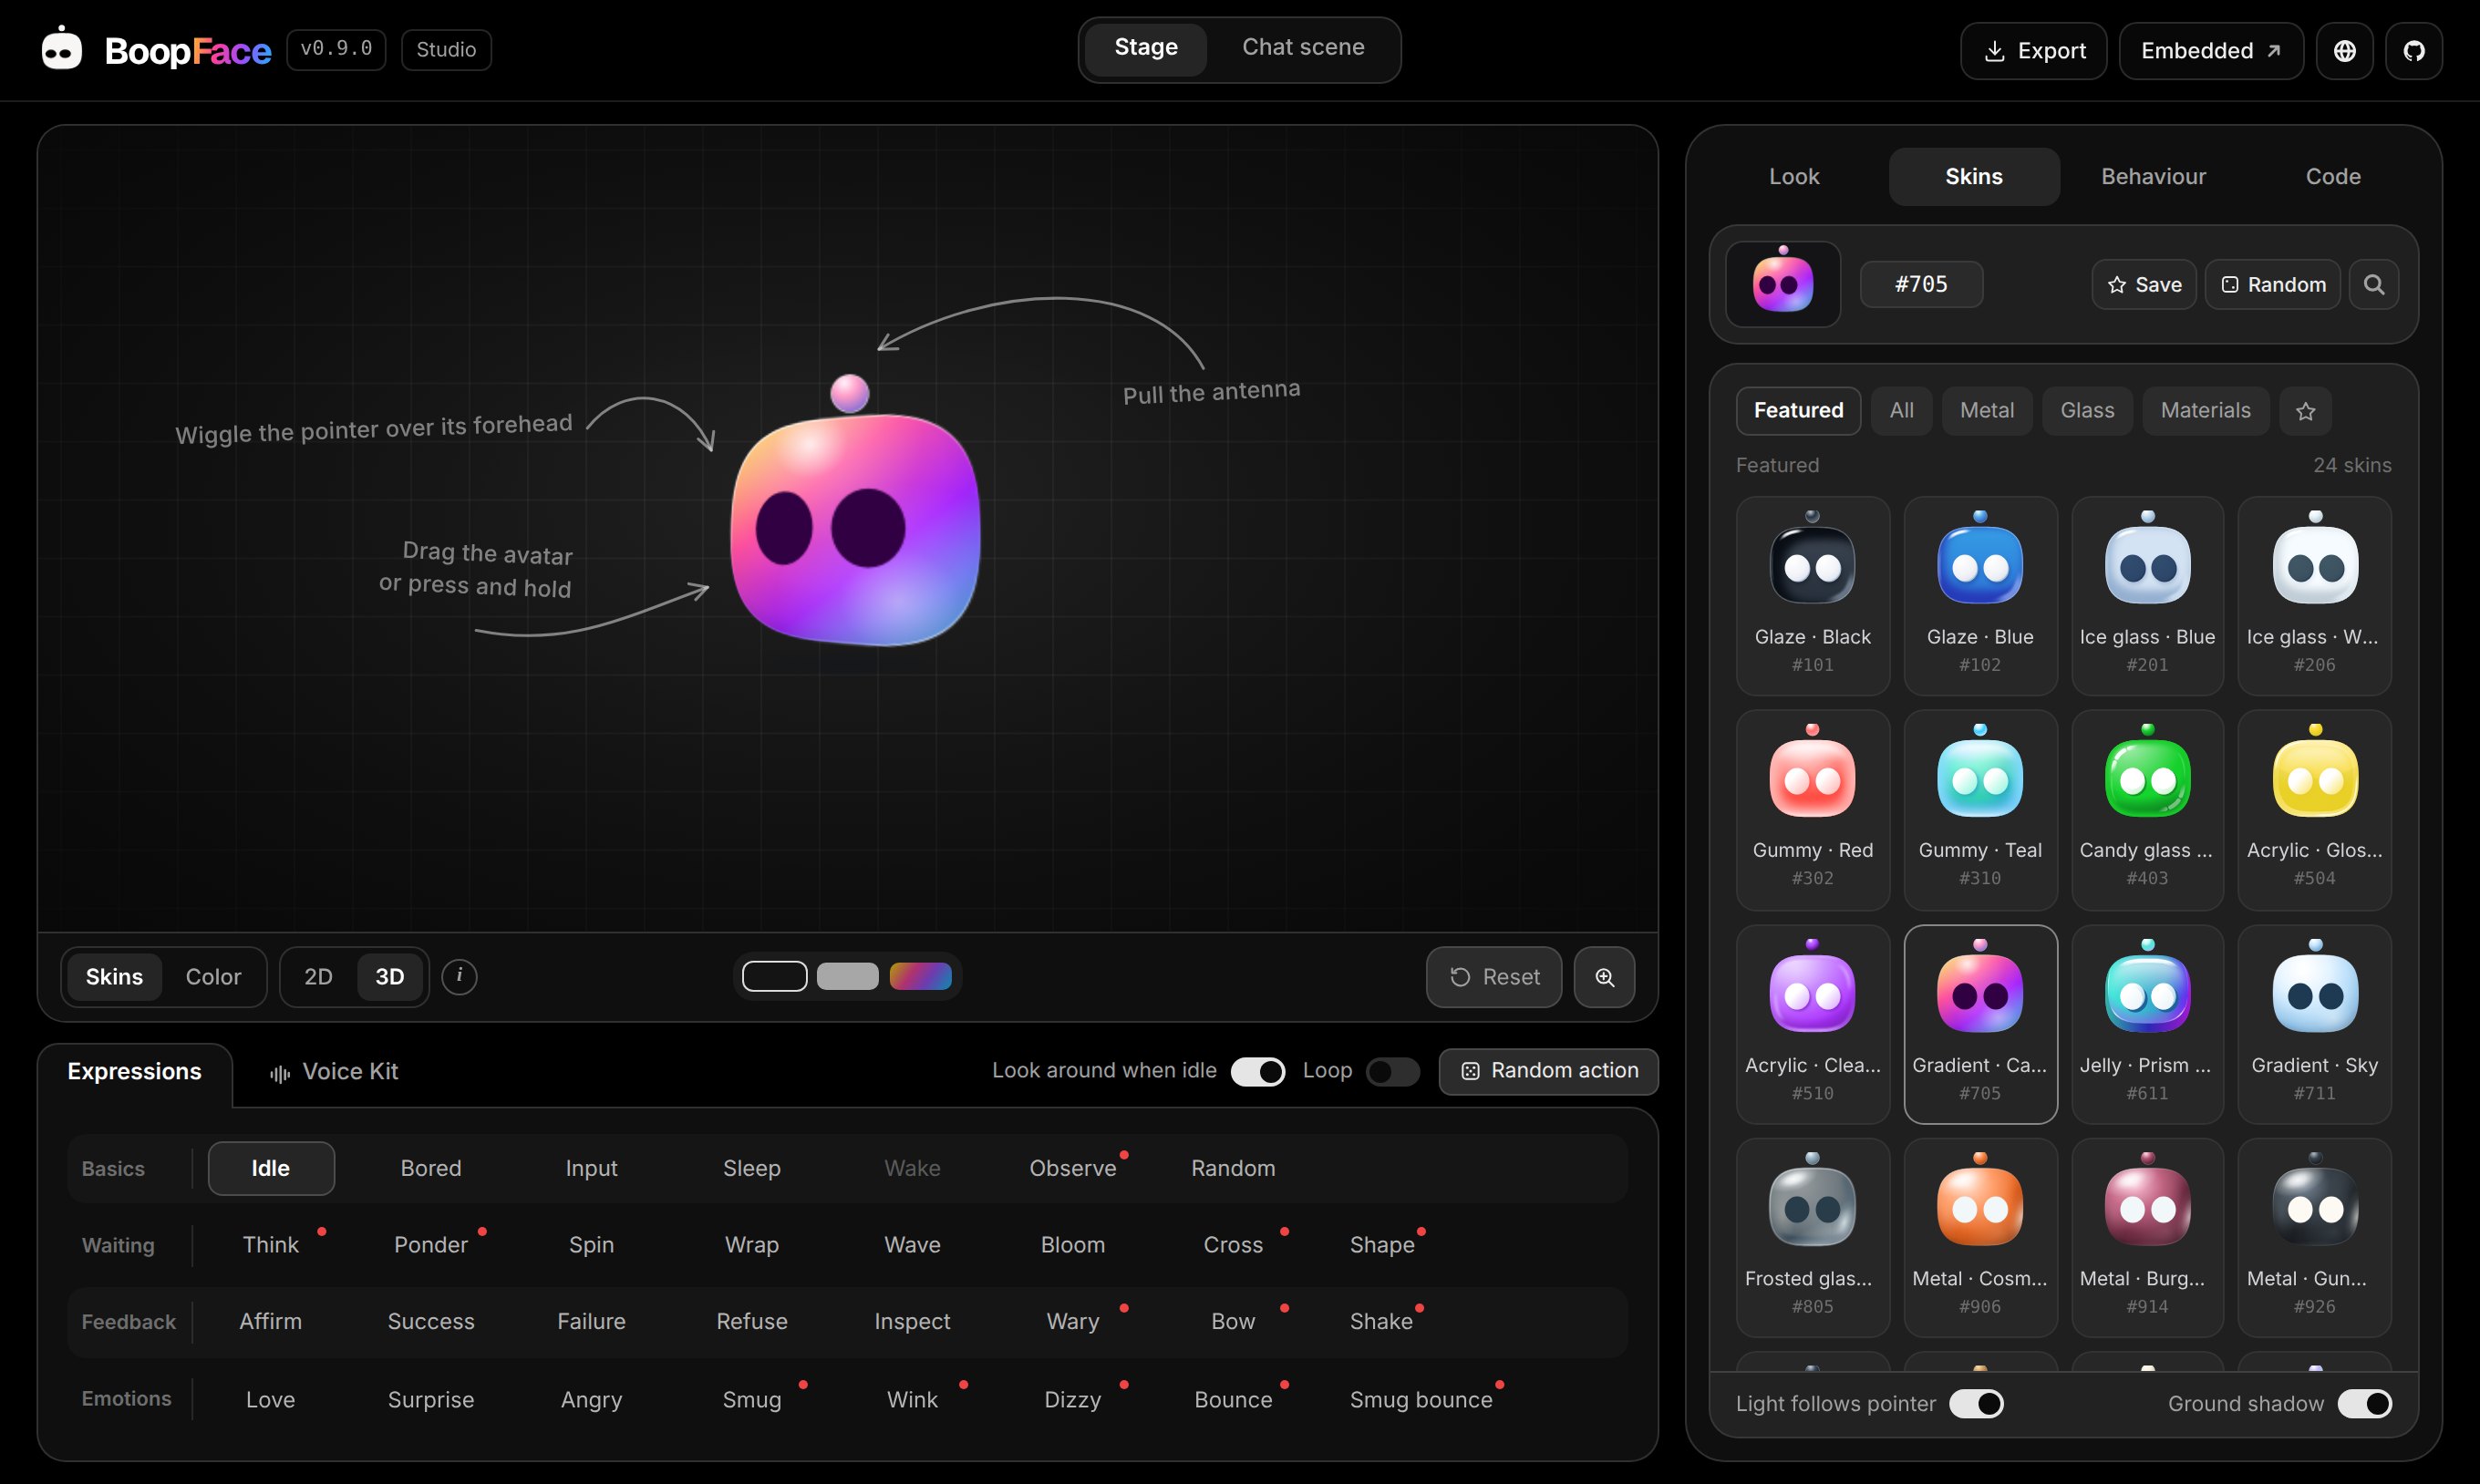 BoopFace v0.9.0 Studio
Stage Chat scene
Export Embedded
Look Skins Behaviour Code
#705 Save Random
Featured All Metal Glass Materials
Featured 24 skins
Glaze · Black Glaze · Blue Ice glass · Blue Ice glass · W...
#101 #102 #201 #206
Gummy · Red Gummy · Teal Candy glass ... Acrylic · Glos...
#302 #310 #403 #504
Acrylic · Clea... Gradient · Ca... Jelly · Prism ... Gradient · Sky
#510 #705 #611 #711
Frosted glas... Metal · Cosm... Metal · Burg... Metal · Gun...
#805 #906 #914 #926
Light follows pointer Ground shadow
Pull the antenna
Wiggle the pointer over its forehead
Drag the avatar
or press and hold
Skins Color 2D 3D i
Reset
Expressions Voice Kit Look around when idle Loop Random action
Basics Idle Bored Input Sleep Wake Observe Random
Waiting Think Ponder Spin Wrap Wave Bloom Cross Shape
Feedback Affirm Success Failure Refuse Inspect Wary Bow Shake
Emotions Love Surprise Angry Smug Wink Dizzy Bounce Smug bounce